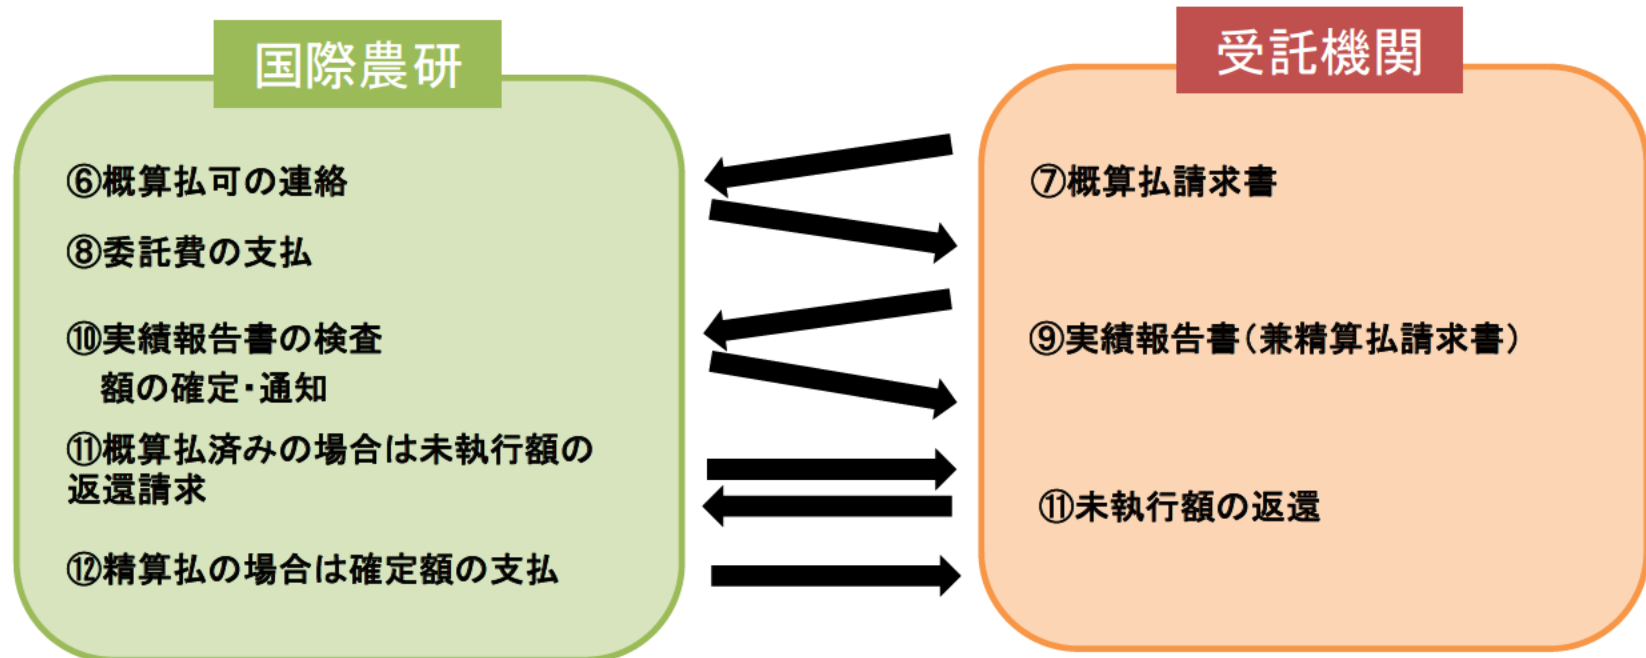 国際農研
⑥概算払可の連絡
⑧委託費の支払
⑩実績報告書の検査
額の確定・通知
⑪概算払済みの場合は未執行額の
返還請求
⑫精算払の場合は確定額の支払
受託機関
⑦概算払請求書
⑨実績報告書(兼精算払請求書)
⑪未執行額の返還